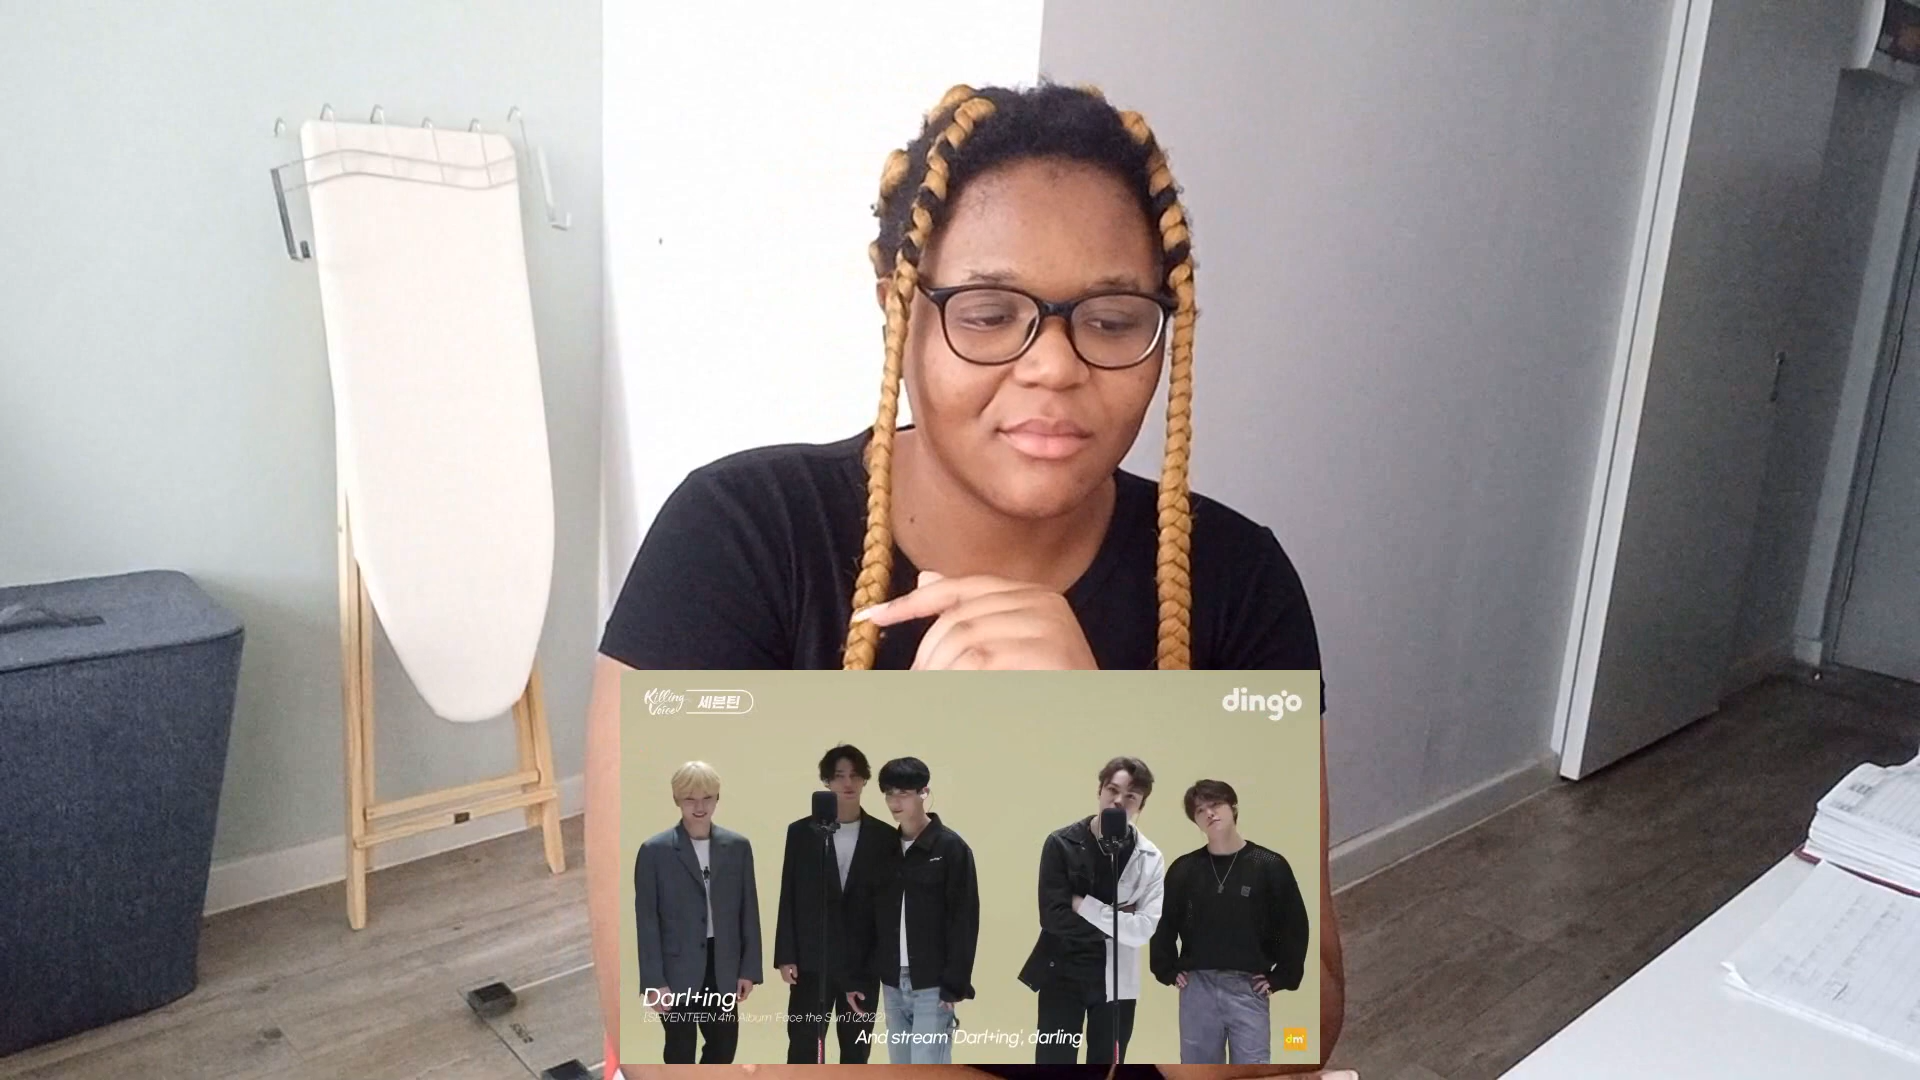 Killing Voice
세븐틴
dingo
Darl+ing
[SEVENTEEN 4th Album 'Face the Sun'] (2022)
And stream 'Darl+ing', darling
dm